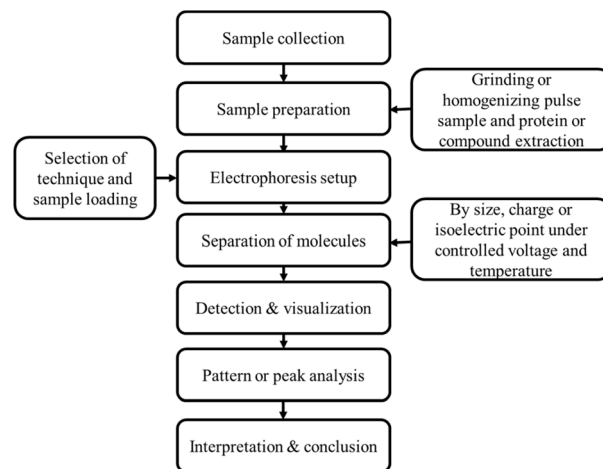 Sample collection
Sample preparation
Grinding or
homogenizing pulse
sample and protein or
compound extraction
Selection of
technique and
sample loading
Electrophoresis setup
Separation of molecules
By size, charge or
isoelectric point under
controlled voltage and
temperature
Detection & visualization
Pattern or peak analysis
Interpretation & conclusion